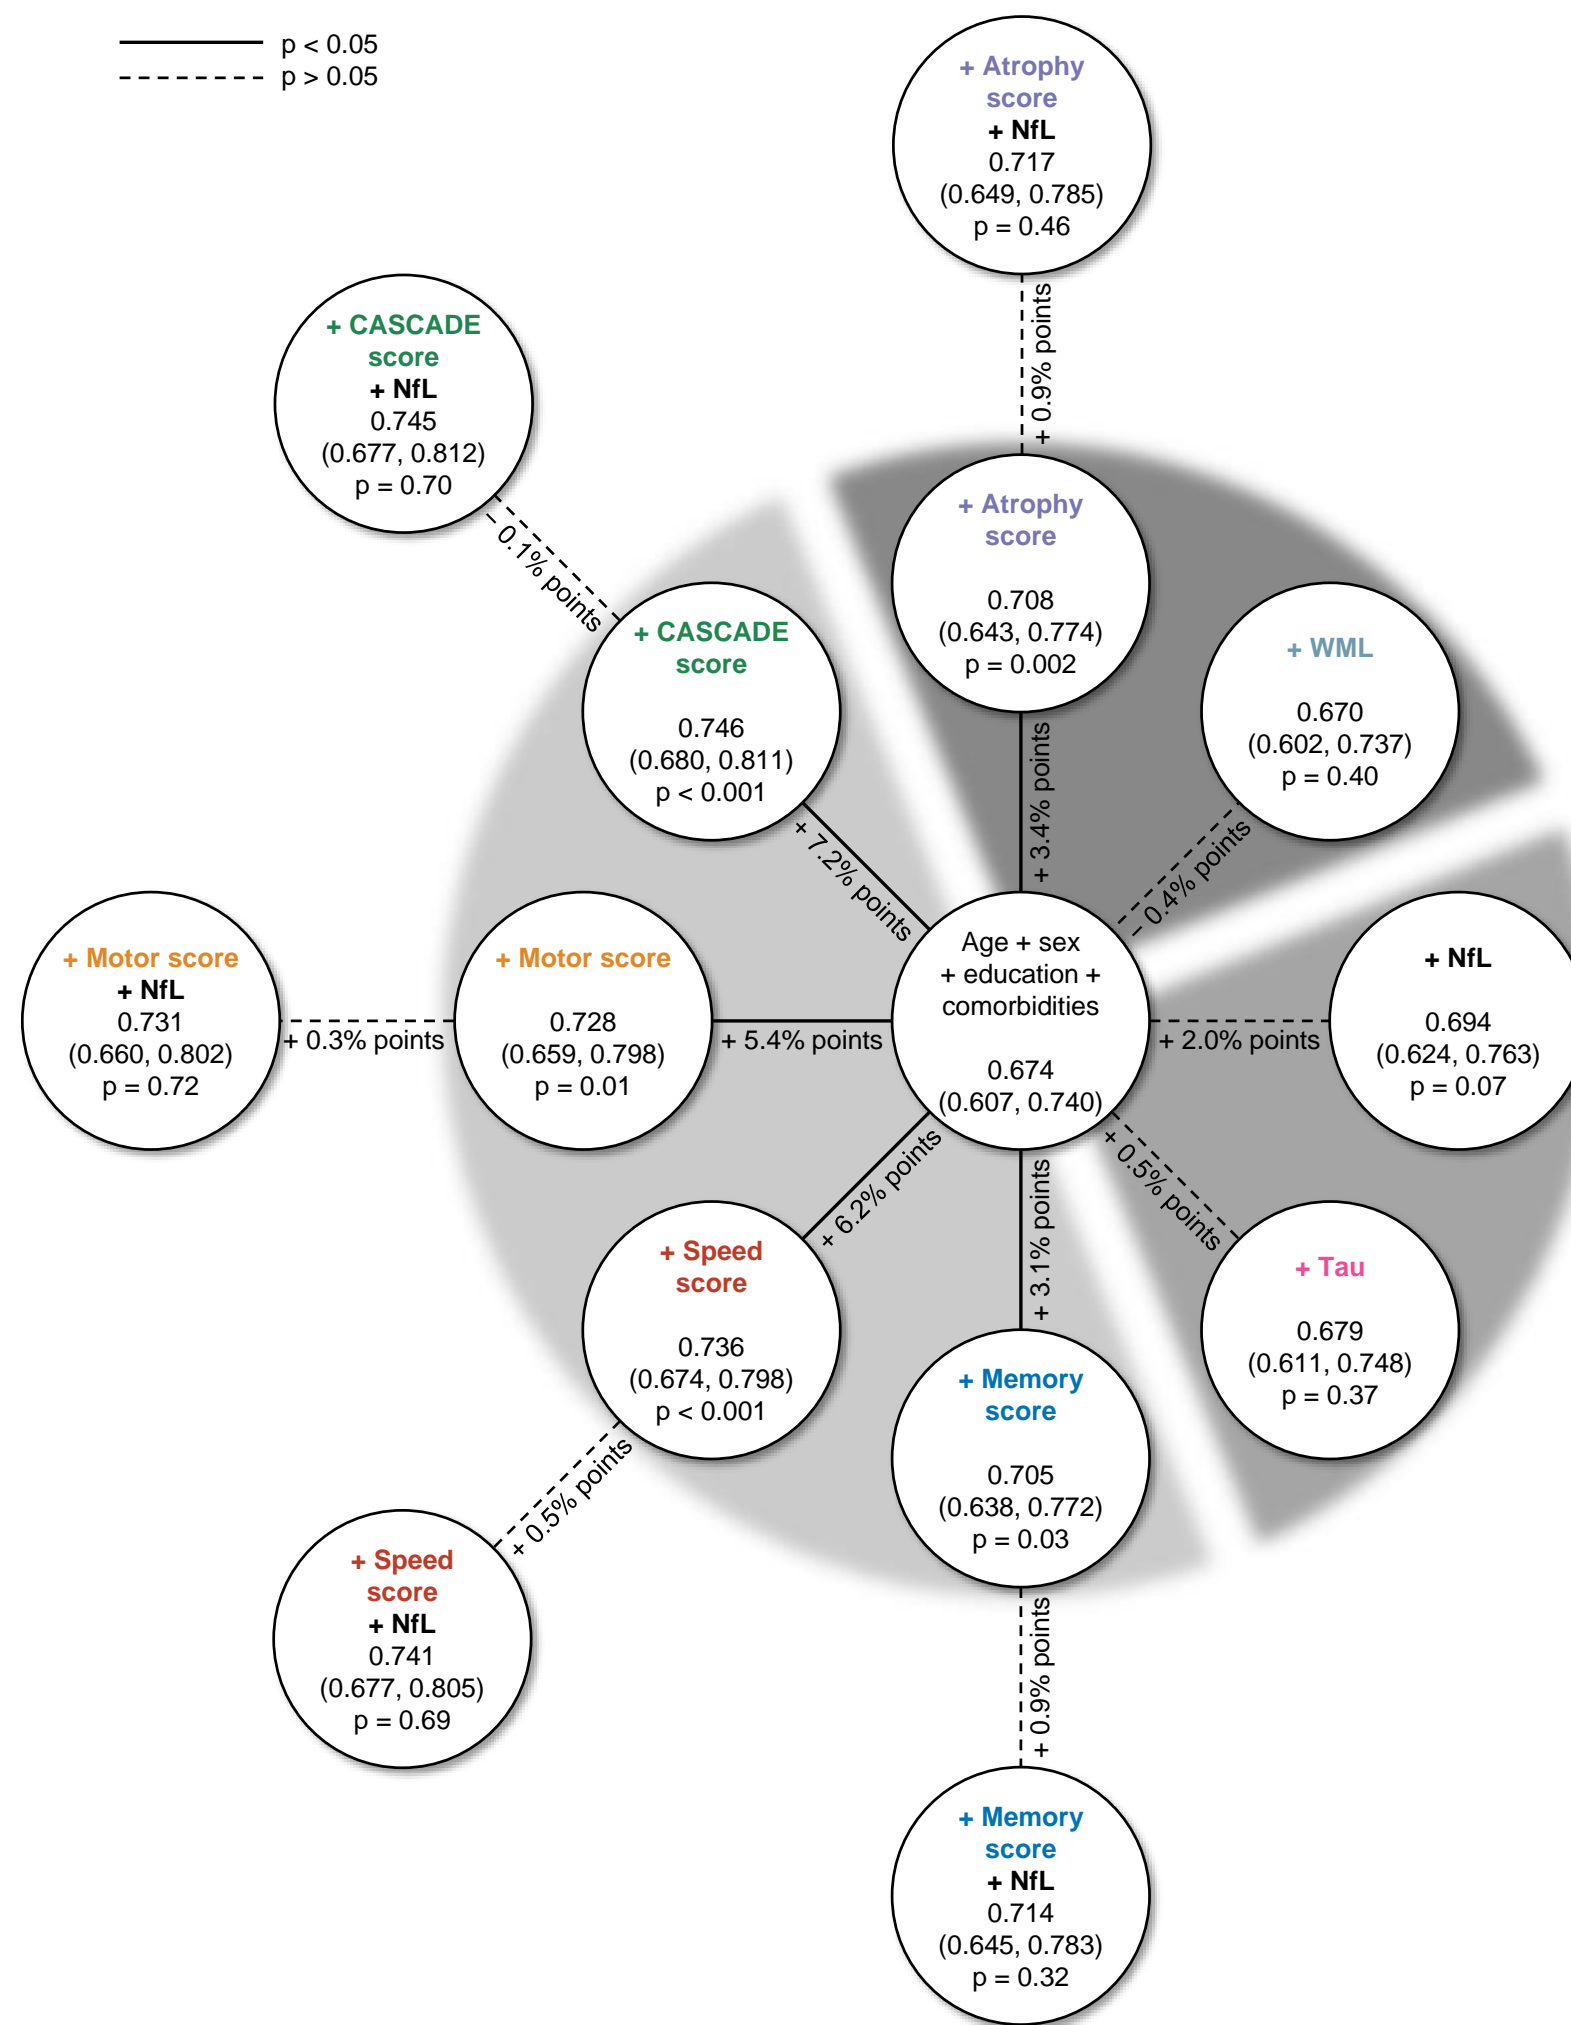 p < 0.05
p > 0.05
+ Atrophy
score
+ NfL
0.717
(0.649, 0.785)
p = 0.46
+ 0.9% points
+ CASCADE
score
+ NfL
0.745
(0.677, 0.812)
p = 0.70
− 0.1% points
+ Atrophy
score
0.708
(0.643, 0.774)
p = 0.002
+ 3.4% points
+ CASCADE
score
0.746
(0.680, 0.811)
p < 0.001
+ 7.2% points
+ WML
0.670
(0.602, 0.737)
p = 0.40
− 0.4% points
+ Motor score
+ NfL
0.731
(0.660, 0.802)
p = 0.72
+ 0.3% points
+ Motor score
0.728
(0.659, 0.798)
p = 0.01
+ 5.4% points
Age + sex
+ education +
comorbidities
0.674
(0.607, 0.740)
+ 2.0% points
+ NfL
0.694
(0.624, 0.763)
p = 0.07
+ 6.2% points
+ Speed
score
0.736
(0.674, 0.798)
p < 0.001
+ 3.1% points
+ Memory
score
0.705
(0.638, 0.772)
p = 0.03
+ 0.5% points
+ Tau
0.679
(0.611, 0.748)
p = 0.37
+ 0.5% points
+ Speed
score
+ NfL
0.741
(0.677, 0.805)
p = 0.69
+ 0.9% points
+ Memory
score
+ NfL
0.714
(0.645, 0.783)
p = 0.32